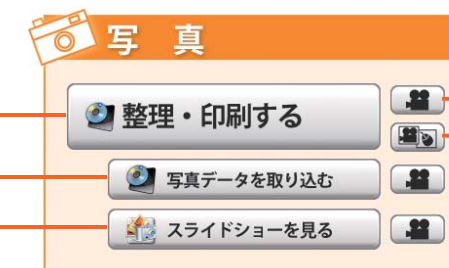 写真
整理・印刷する
写真データを取り込む
スライドショーを見る